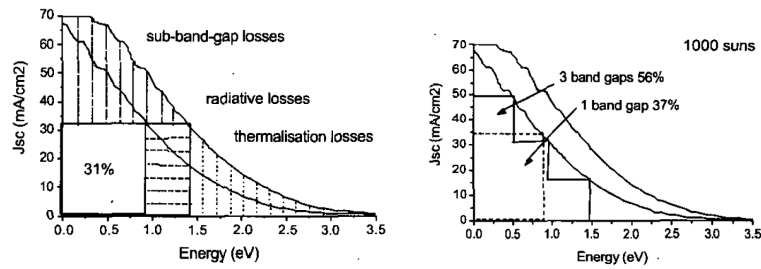 sub-band-gap losses
radiative losses
thermalisation losses
31%
Jsc (mA/cm2)
70
60
50
40
30
20
10
0
0.0 0.5 1.0 1.5 2.0 2.5 3.0 3.5
Energy (eV)
1000 suns
3 band gaps 56%
1 band gap 37%
Jsc (mA/cm2)
70
60
50
40
30
20
10
0
0.0 0.5 1.0 1.5 2.0 2.5 3.0 3.5
Energy (eV)